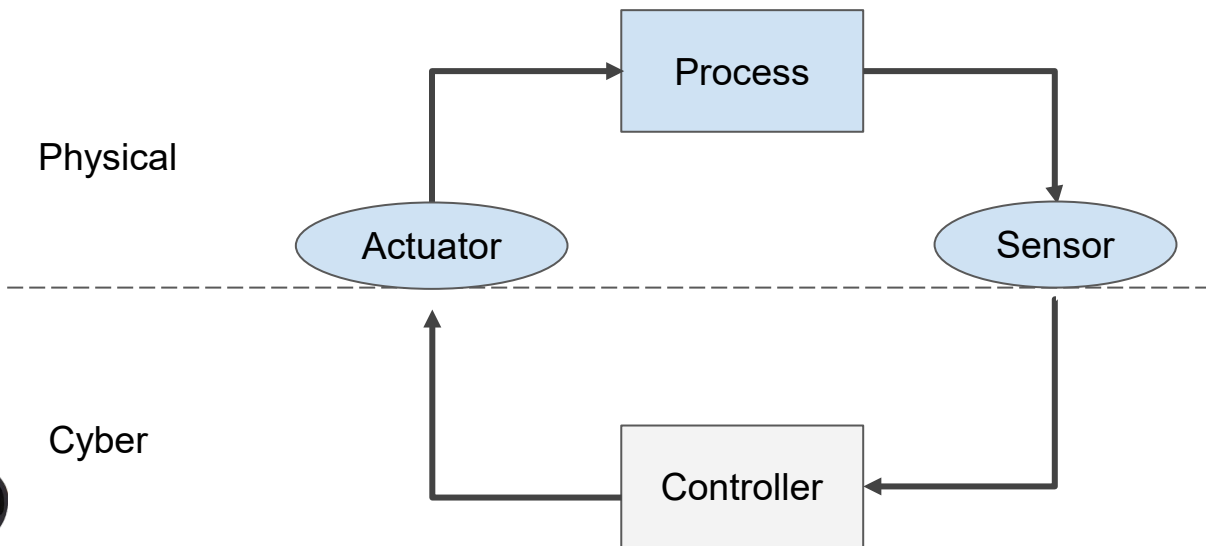 Process
Physical
Actuator
Sensor
Cyber
Controller